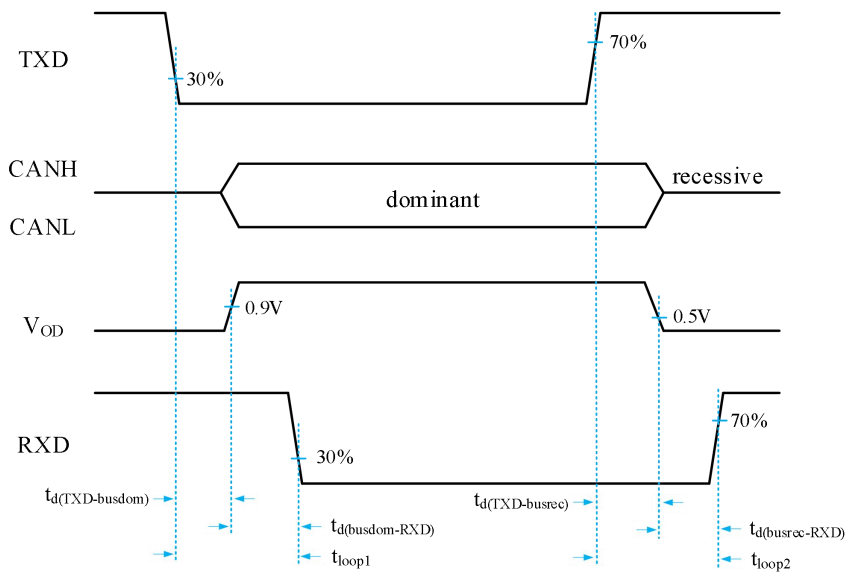 TXD
30%
70%
CANH
dominant
recessive
CANL
VOD
0.9V
0.5V
RXD
30%
70%
td(TXD-busdom)
td(TXD-busrec)
td(busdom-RXD)
td(busrec-RXD)
tloop1
tloop2